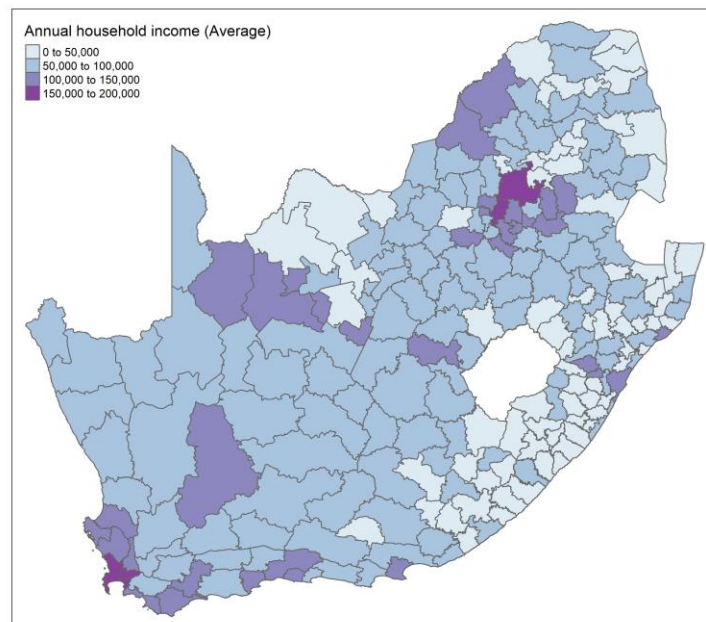 Annual household income (Average)
0 to 50,000
50,000 to 100,000
100,000 to 150,000
150,000 to 200,000